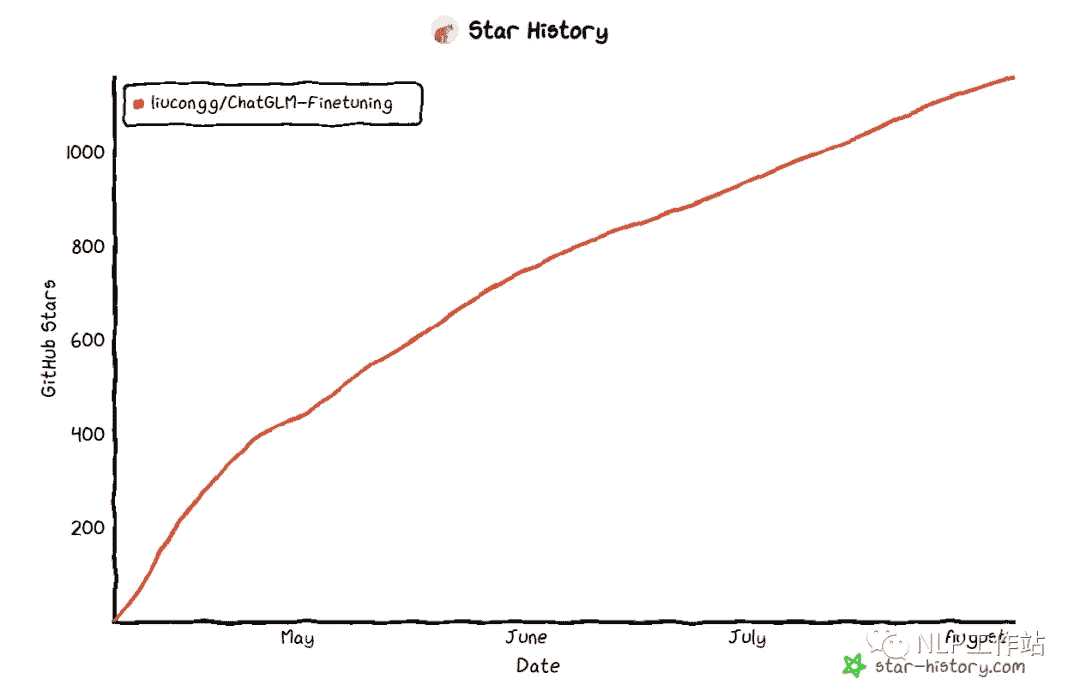 Star History
liucongg/ChatGLM-Finetuning
1000
800
600
400
200
GitHub Stars
May
June
July
Date
NLP工作站
star-history.com